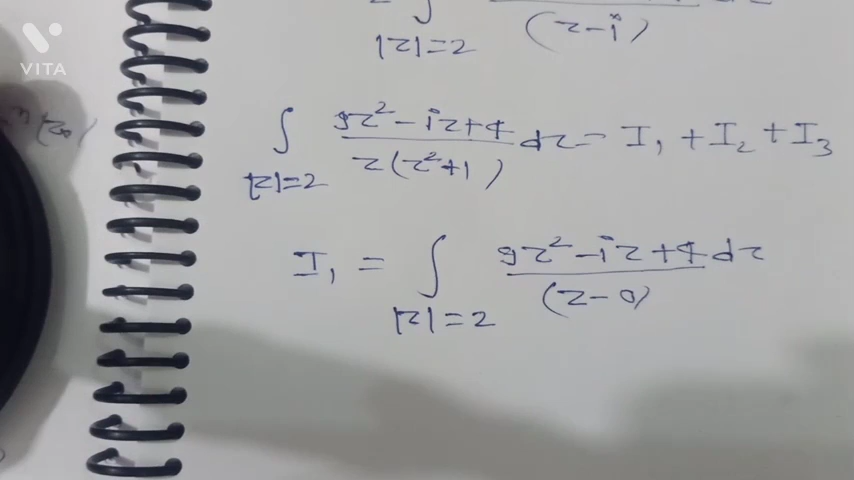 VITA
|z|=2 (z-i)
∫ 9z² - iz + 4 / z(z²+1) dz = I₁ + I₂ + I₃
|z|=2
I₁ = ∫ 9z² - iz + 4 dz / (z-0)
|z|=2